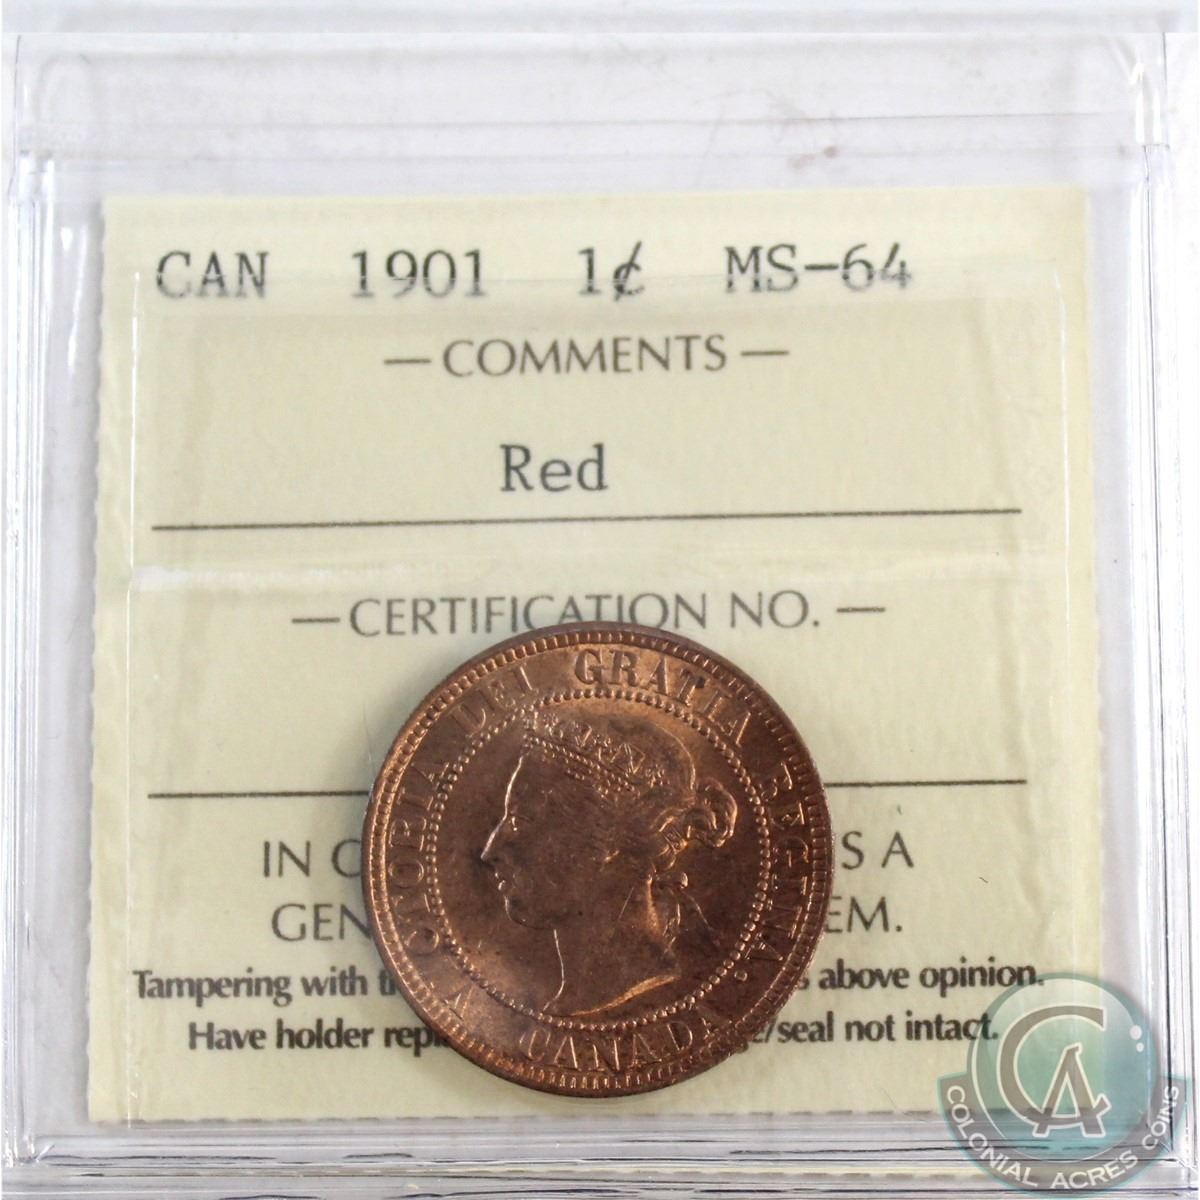 CAN 1901 1¢ MS-64
— COMMENTS —
Red
— CERTIFICATION NO. —
IN S A
GEN EM.
Tampering with above opinion.
Have holder /seal not intact.
VICTORIA DEI GRATIA REGINA.
CANADA
CA
COLONIAL ACRES COINS